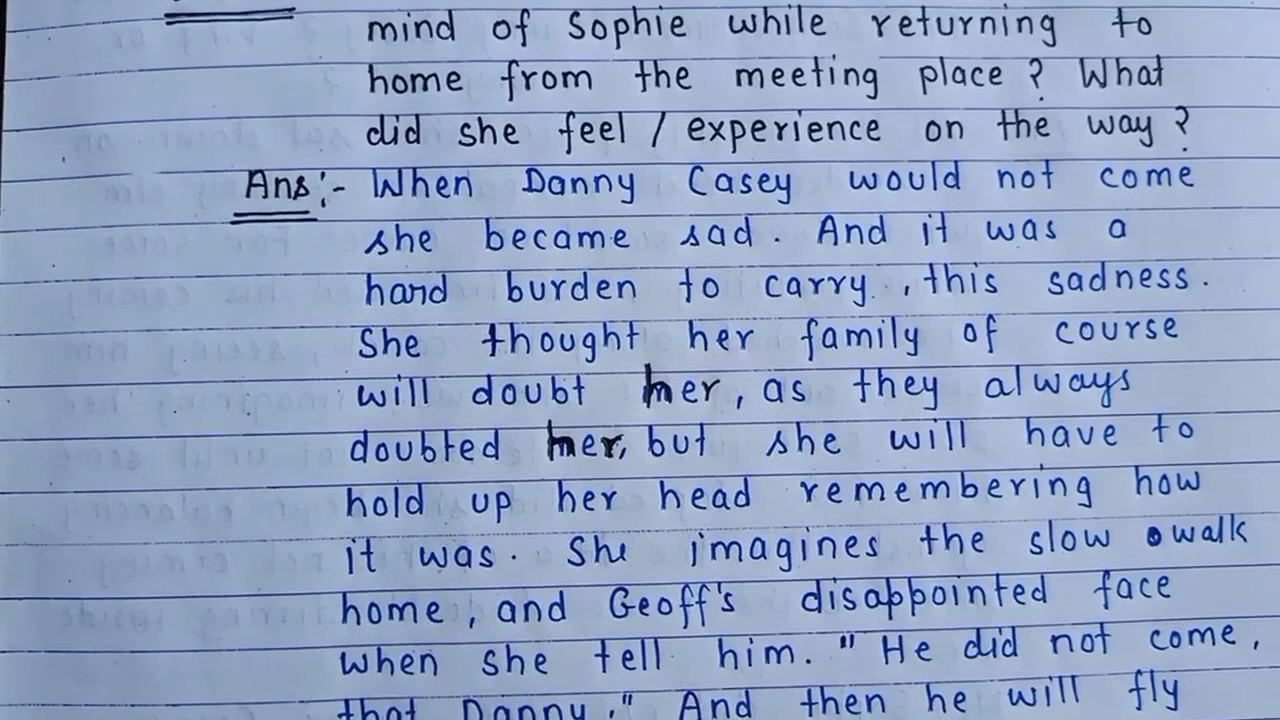 mind of Sophie while returning to
home from the meeting place ? What
did she feel / experience on the way ?
Ans :- When Danny Casey would not come
she became sad. And it was a
hard burden to carry , this sadness.
She thought her family of course
will doubt her, as they always
doubted her, but she will have to
hold up her head remembering how
it was. She imagines the slow walk
home, and Geoff's disappointed face
when she tell him. " He did not come,
that Danny." And then he will fly